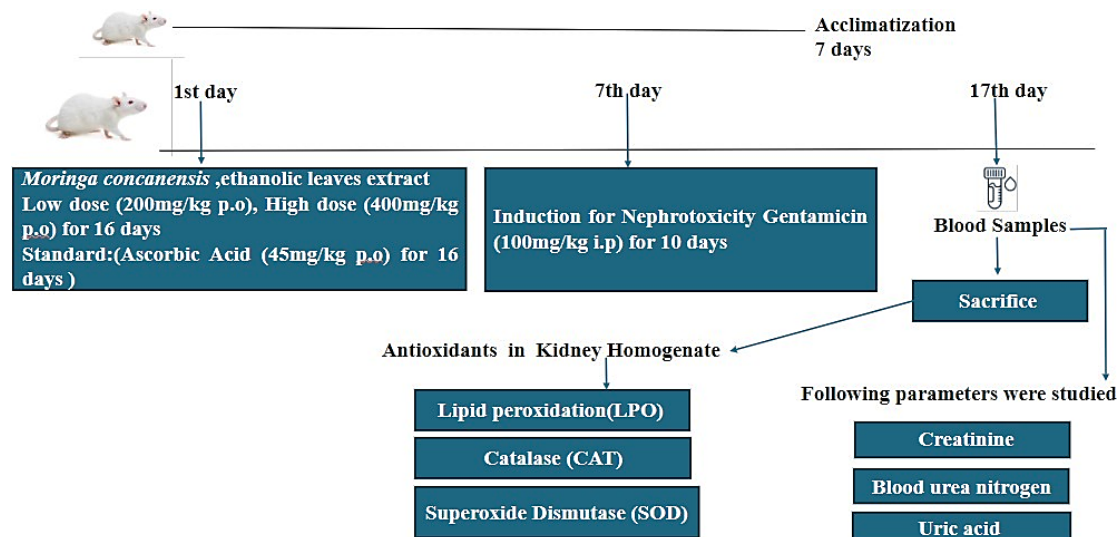 Acclimatization
7 days
1st day
7th day
17th day
Moringa concanensis ,ethanolic leaves extract
Low dose (200mg/kg p.o), High dose (400mg/kg
p.o) for 16 days
Standard:(Ascorbic Acid (45mg/kg p.o) for 16
days )
Induction for Nephrotoxicity Gentamicin
(100mg/kg i.p) for 10 days
Blood Samples
Sacrifice
Antioxidants in Kidney Homogenate
Lipid peroxidation(LPO)
Catalase (CAT)
Superoxide Dismutase (SOD)
Following parameters were studied
Creatinine
Blood urea nitrogen
Uric acid